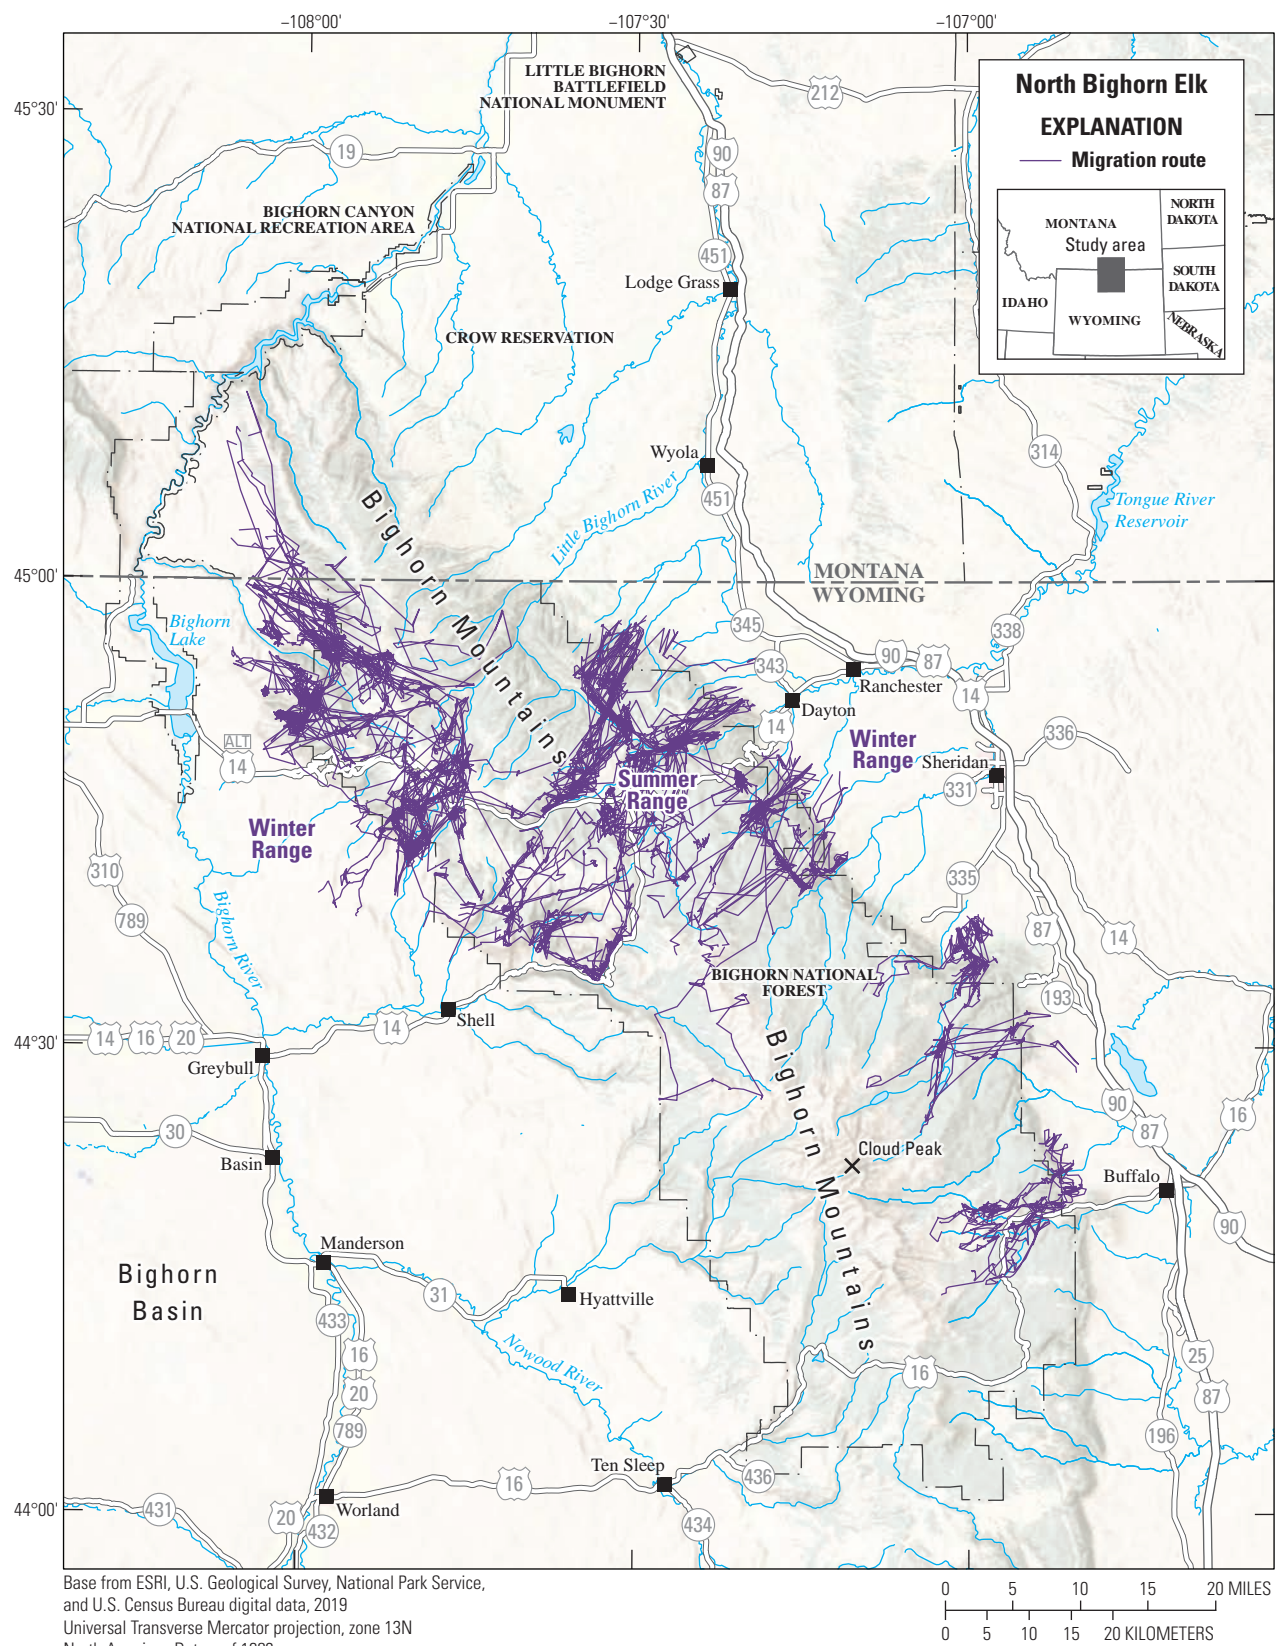 −108°00'
−107°30'
−107°00'
45°30'
45°00'
44°30'
44°00'
North Bighorn Elk
EXPLANATION
Migration route
NORTH
DAKOTA
MONTANA
Study area
SOUTH
DAKOTA
IDAHO
WYOMING
NEBRASKA
LITTLE BIGHORN
BATTLEFIELD
NATIONAL MONUMENT
212
19
90
87
BIGHORN CANYON
NATIONAL RECREATION AREA
451
Lodge Grass
CROW RESERVATION
314
Wyola
451
Little Bighorn River
Tongue River
Reservoir
Bighorn Mountains
MONTANA
WYOMING
Bighorn
Lake
345
338
343
90
87
Ranchester
14
Dayton
14
ALT
14
Winter
Range
336
Sheridan
331
Summer
Range
Winter
Range
310
335
789
Bighorn River
87
14
BIGHORN NATIONAL
FOREST
193
Shell
14
14
16
20
Greybull
Bighorn Mountains
90
87
16
30
Basin
Cloud Peak
Buffalo
90
Manderson
Bighorn
Basin
31
Hyattville
433
16
20
789
Nowood River
16
25
87
196
Ten Sleep
16
436
Worland
431
20
432
434
Base from ESRI, U.S. Geological Survey, National Park Service,
and U.S. Census Bureau digital data, 2019
Universal Transverse Mercator projection, zone 13N
0 5 10 15 20 MILES
0 5 10 15 20 KILOMETERS